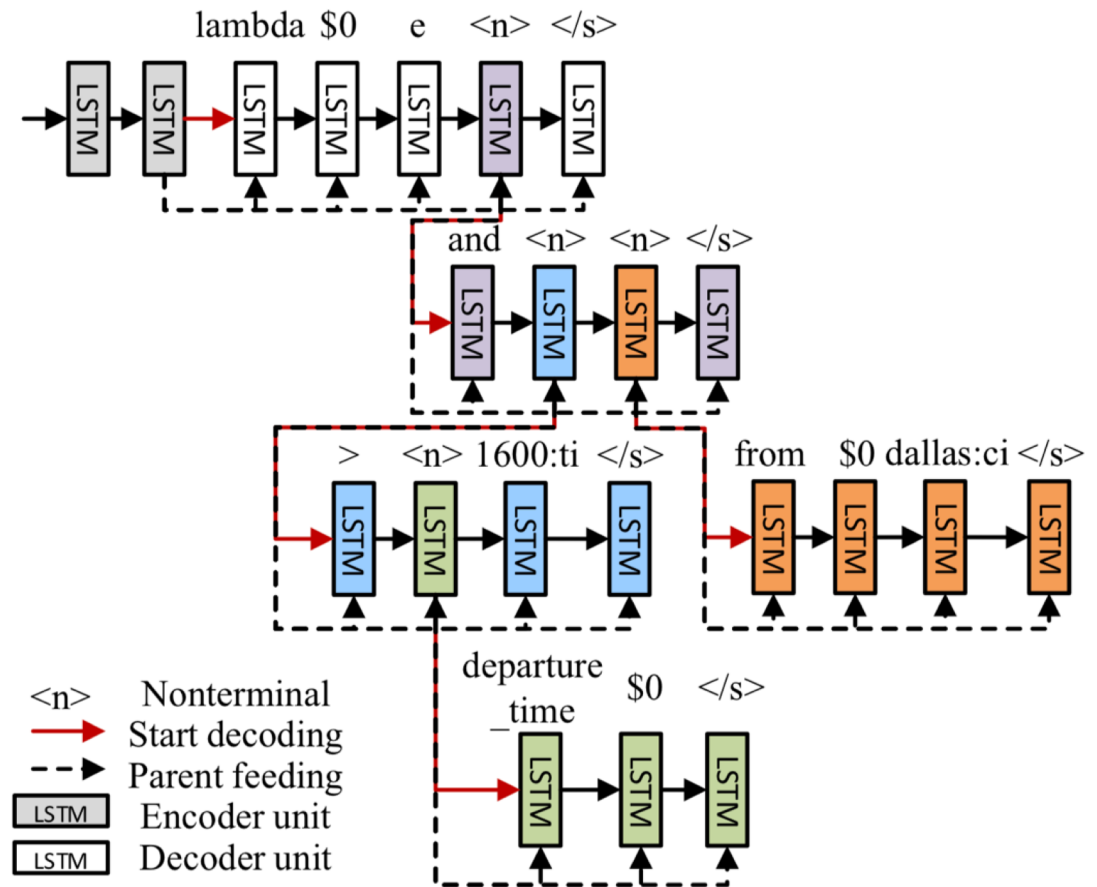 lambda $0 e <n> </s>
LSTM LSTM LSTM LSTM LSTM LSTM LSTM
and <n> <n> </s>
LSTM LSTM LSTM LSTM
> <n> 1600:ti </s>
from $0 dallas:ci </s>
LSTM LSTM LSTM LSTM
LSTM LSTM LSTM LSTM
departure
_time
$0 </s>
LSTM LSTM LSTM
<n> Nonterminal
Start decoding
Parent feeding
LSTM Encoder unit
LSTM Decoder unit